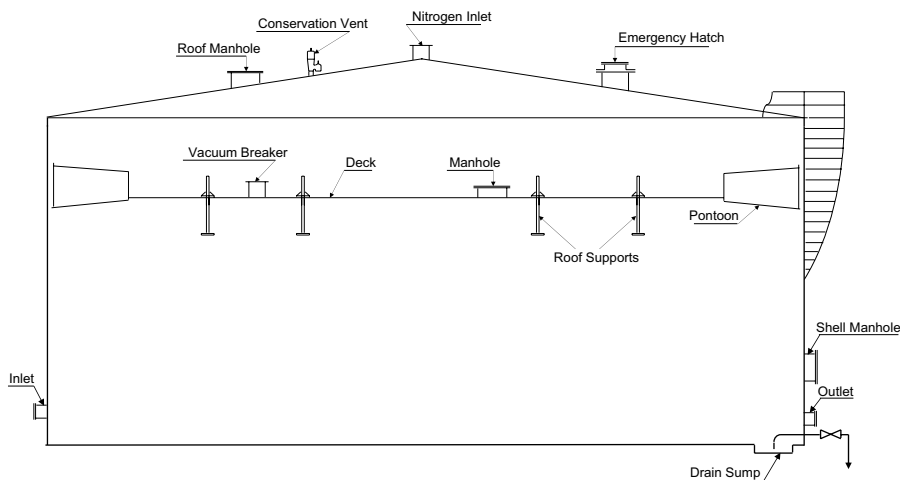 Nitrogen Inlet
Conservation Vent
Emergency Hatch
Roof Manhole
Vacuum Breaker
Deck
Manhole
Pontoon
Roof Supports
Shell Manhole
Inlet
Outlet
Drain Sump